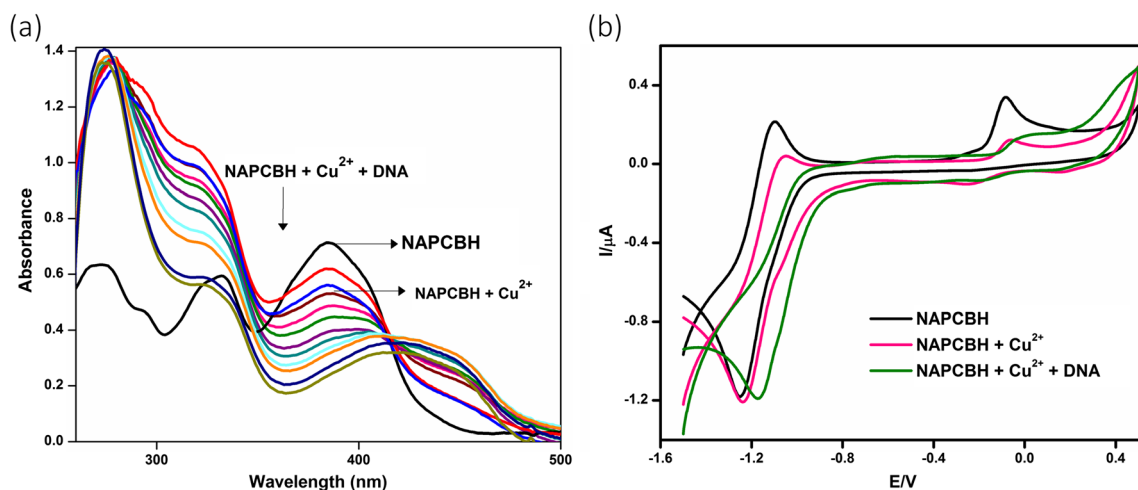 (a)
1.4
1.2
1.0
0.8
0.6
0.4
0.2
0.0
Absorbance
300
400
500
Wavelength (nm)
NAPCBH + Cu²⁺ + DNA
NAPCBH
NAPCBH + Cu²⁺
(b)
0.4
0.0
-0.4
-0.8
-1.2
I/µA
-1.6
-1.2
-0.8
-0.4
0.0
0.4
E/V
NAPCBH
NAPCBH + Cu²⁺
NAPCBH + Cu²⁺ + DNA